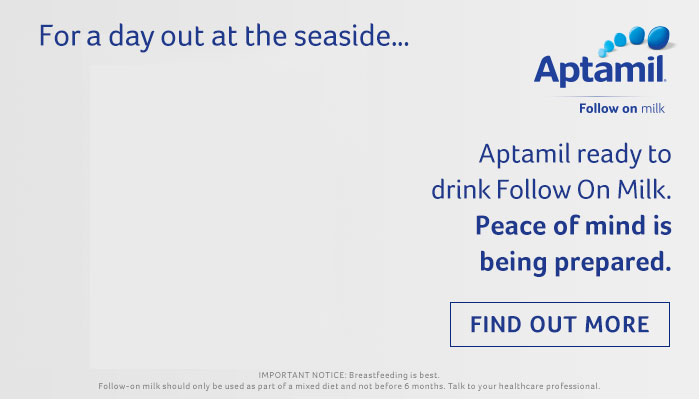 For a day out at the seaside...
Aptamil
Follow on milk
Aptamil ready to
drink Follow On Milk.
Peace of mind is
being prepared.
FIND OUT MORE
IMPORTANT NOTICE: Breastfeeding is best.
Follow-on milk should only be used as part of a mixed diet and not before 6 months. Talk to your healthcare professional.